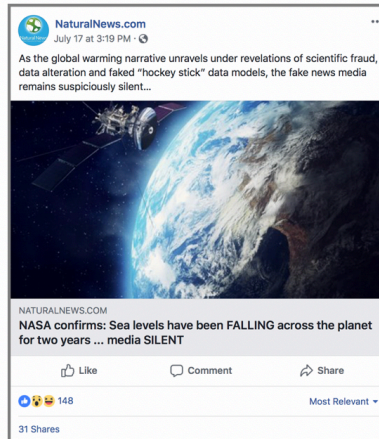 NaturalNews.com
July 17 at 3:19 PM ·
As the global warming narrative unravels under revelations of scientific fraud,
data alteration and faked "hockey stick" data models, the fake news media
remains suspiciously silent...
NATURALNEWS.COM
NASA confirms: Sea levels have been FALLING across the planet
for two years ... media SILENT
Like Comment Share
148 Most Relevant
31 Shares